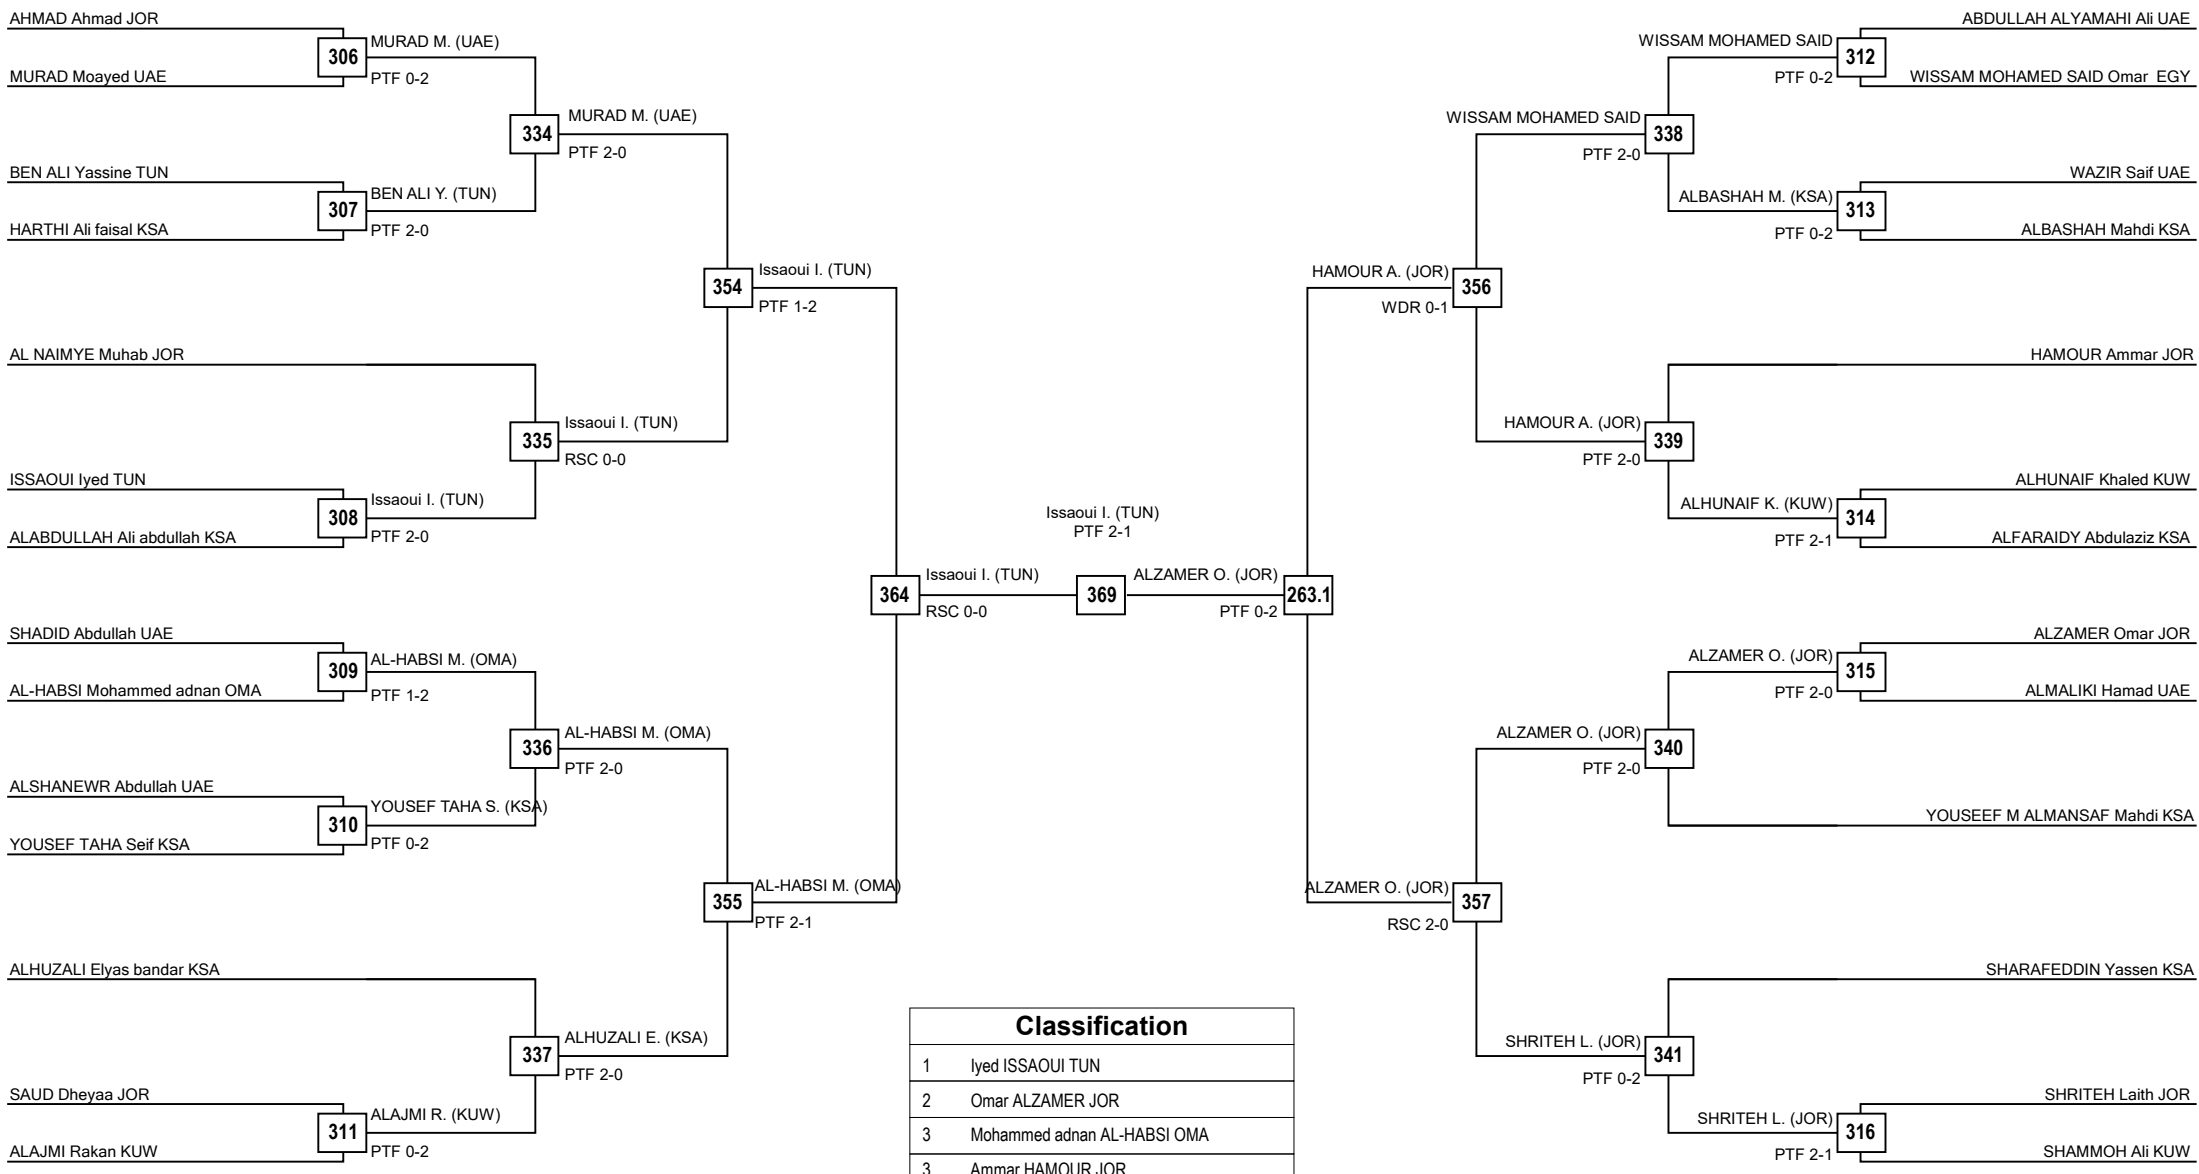 AHMAD Ahmad JOR
306
MURAD M. (UAE)
MURAD Moayed UAE
PTF 0-2
334
MURAD M. (UAE)
PTF 2-0
BEN ALI Yassine TUN
307
BEN ALI Y. (TUN)
HARTHI Ali faisal KSA
PTF 2-0
354
Issaoui I. (TUN)
PTF 1-2
AL NAIMYE Muhab JOR
335
Issaoui I. (TUN)
RSC 0-0
ISSAOUI Iyed TUN
308
Issaoui I. (TUN)
ALABDULLAH Ali abdullah KSA
PTF 2-0
364
Issaoui I. (TUN)
RSC 0-0
SHADID Abdullah UAE
309
AL-HABSI M. (OMA)
AL-HABSI Mohammed adnan OMA
PTF 1-2
336
AL-HABSI M. (OMA)
PTF 2-0
ALSHANEWR Abdullah UAE
310
YOUSEF TAHA S. (KSA)
YOUSEF TAHA Seif KSA
PTF 0-2
355
AL-HABSI M. (OMA)
PTF 2-1
ALHUZALI Elyas bandar KSA
337
ALHUZALI E. (KSA)
PTF 2-0
SAUD Dheyaa JOR
311
ALAJMI R. (KUW)
ALAJMI Rakan KUW
PTF 0-2
Issaoui I. (TUN)
PTF 2-1
369
ALZAMER O. (JOR)
PTF 0-2
263.1
ABDULLAH ALYAMAHI Ali UAE
WISSAM MOHAMED SAID
312
PTF 0-2
WISSAM MOHAMED SAID Omar EGY
WISSAM MOHAMED SAID
338
PTF 2-0
WAZIR Saif UAE
ALBASHAH M. (KSA)
313
PTF 0-2
ALBASHAH Mahdi KSA
HAMOUR A. (JOR)
356
WDR 0-1
HAMOUR Ammar JOR
HAMOUR A. (JOR)
339
PTF 2-0
ALHUNAIF Khaled KUW
ALHUNAIF K. (KUW)
314
PTF 2-1
ALFARAIDY Abdulaziz KSA
ALZAMER Omar JOR
ALZAMER O. (JOR)
315
PTF 2-0
ALMALIKI Hamad UAE
ALZAMER O. (JOR)
340
PTF 2-0
YOUSEEF M ALMANSAF Mahdi KSA
ALZAMER O. (JOR)
357
RSC 2-0
SHARAFEDDIN Yassen KSA
SHRITEH L. (JOR)
341
PTF 0-2
SHRITEH Laith JOR
SHRITEH L. (JOR)
316
PTF 2-1
SHAMMOH Ali KUW
Classification
1 Iyed ISSAOUI TUN
2 Omar ALZAMER JOR
3 Mohammed adnan AL-HABSI OMA
3 Ammar HAMOUR JOR